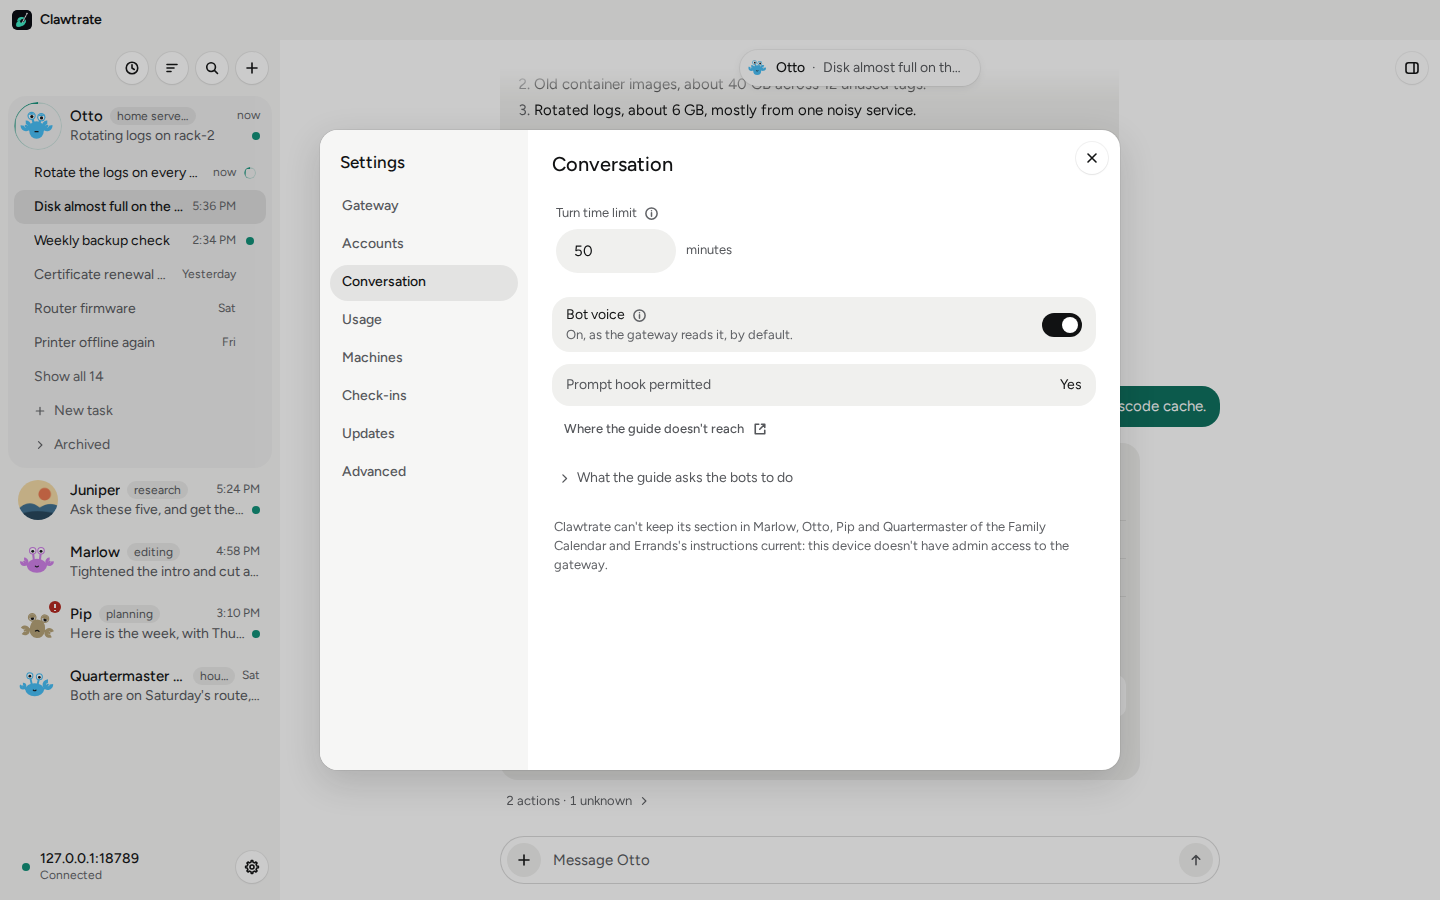 Clawtrate
Otto home serve... now
Rotating logs on rack-2
Rotate the logs on every ... now
Disk almost full on the ... 5:36 PM
Weekly backup check 2:34 PM
Certificate renewal ... Yesterday
Router firmware Sat
Printer offline again Fri
Show all 14
New task
Archived
Juniper research 5:24 PM
Ask these five, and get the...
Marlow editing 4:58 PM
Tightened the intro and cut a...
Pip planning 3:10 PM
Here is the week, with Thu...
Quartermaster ... hou... Sat
Both are on Saturday's route,...
127.0.0.1:18789
Connected
Otto · Disk almost full on th...
2. Old container images, about 40 GB across 12 unused tags.
3. Rotated logs, about 6 GB, mostly from one noisy service.
Settings
Gateway
Accounts
Conversation
Usage
Machines
Check-ins
Updates
Advanced
Conversation
Turn time limit
50 minutes
Bot voice
On, as the gateway reads it, by default.
Prompt hook permitted Yes
Where the guide doesn't reach
What the guide asks the bots to do
Clawtrate can't keep its section in Marlow, Otto, Pip and Quartermaster of the Family
Calendar and Errands's instructions current: this device doesn't have admin access to the
gateway.
scode cache.
2 actions · 1 unknown
Message Otto